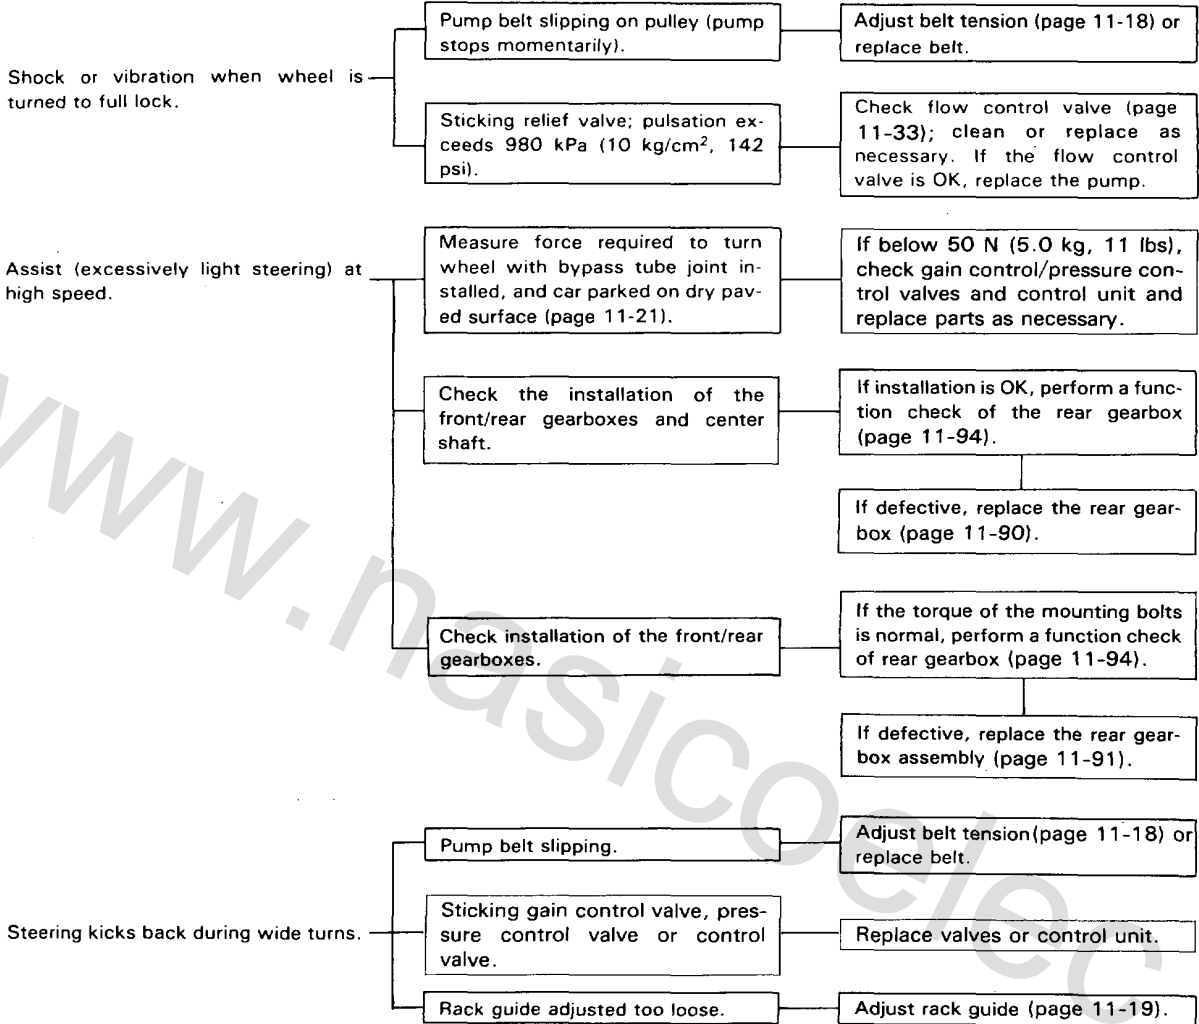 Shock or vibration when wheel is
turned to full lock.
Pump belt slipping on pulley (pump
stops momentarily).
Adjust belt tension (page 11-18) or
replace belt.
Sticking relief valve; pulsation ex-
ceeds 980 kPa (10 kg/cm², 142
psi).
Check flow control valve (page
11-33); clean or replace as
necessary. If the flow control
valve is OK, replace the pump.
Assist (excessively light steering) at
high speed.
Measure force required to turn
wheel with bypass tube joint in-
stalled, and car parked on dry pav-
ed surface (page 11-21).
If below 50 N (5.0 kg, 11 lbs),
check gain control/pressure con-
trol valves and control unit and
replace parts as necessary.
Check the installation of the
front/rear gearboxes and center
shaft.
If installation is OK, perform a func-
tion check of the rear gearbox
(page 11-94).
If defective, replace the rear gear-
box (page 11-90).
Check installation of the front/rear
gearboxes.
If the torque of the mounting bolts
is normal, perform a function check
of rear gearbox (page 11-94).
If defective, replace the rear gear-
box assembly (page 11-91).
Steering kicks back during wide turns.
Pump belt slipping.
Adjust belt tension(page 11-18) or
replace belt.
Sticking gain control valve, pres-
sure control valve or control
valve.
Replace valves or control unit.
Rack guide adjusted too loose.
Adjust rack guide (page 11-19).
www.nasicoelec